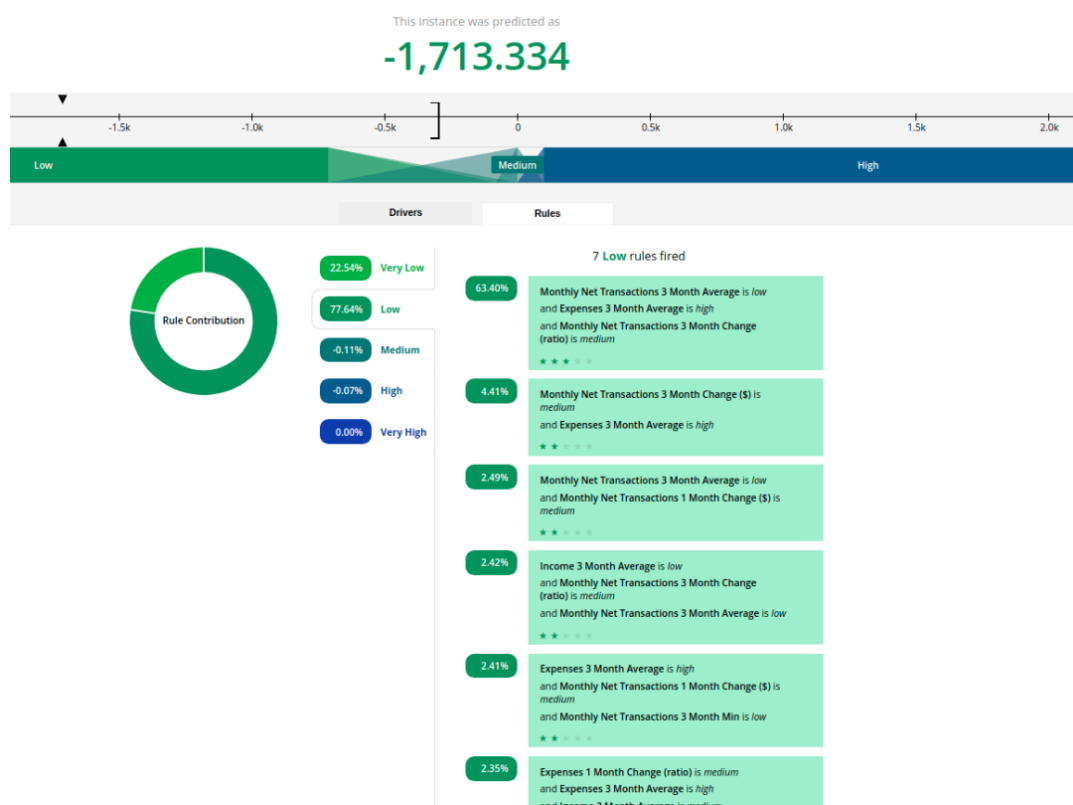 This instance was predicted as
-1,713.334
-1.5k -1.0k -0.5k 0 0.5k 1.0k 1.5k 2.0k
Low Medium High
Drivers Rules
Rule Contribution
22.54% Very Low
77.64% Low
-0.11% Medium
-0.07% High
0.00% Very High
7 Low rules fired
63.40%
Monthly Net Transactions 3 Month Average is low
and Expenses 3 Month Average is high
and Monthly Net Transactions 3 Month Change
(ratio) is medium
4.41%
Monthly Net Transactions 3 Month Change ($) is
medium
and Expenses 3 Month Average is high
2.49%
Monthly Net Transactions 3 Month Average is low
and Monthly Net Transactions 1 Month Change ($) is
medium
2.42%
Income 3 Month Average is low
and Monthly Net Transactions 3 Month Change
(ratio) is medium
and Monthly Net Transactions 3 Month Average is low
2.41%
Expenses 3 Month Average is high
and Monthly Net Transactions 1 Month Change ($) is
medium
and Monthly Net Transactions 3 Month Min is low
2.35%
Expenses 1 Month Change (ratio) is medium
and Expenses 3 Month Average is high
and Income 3 Month Average is medium